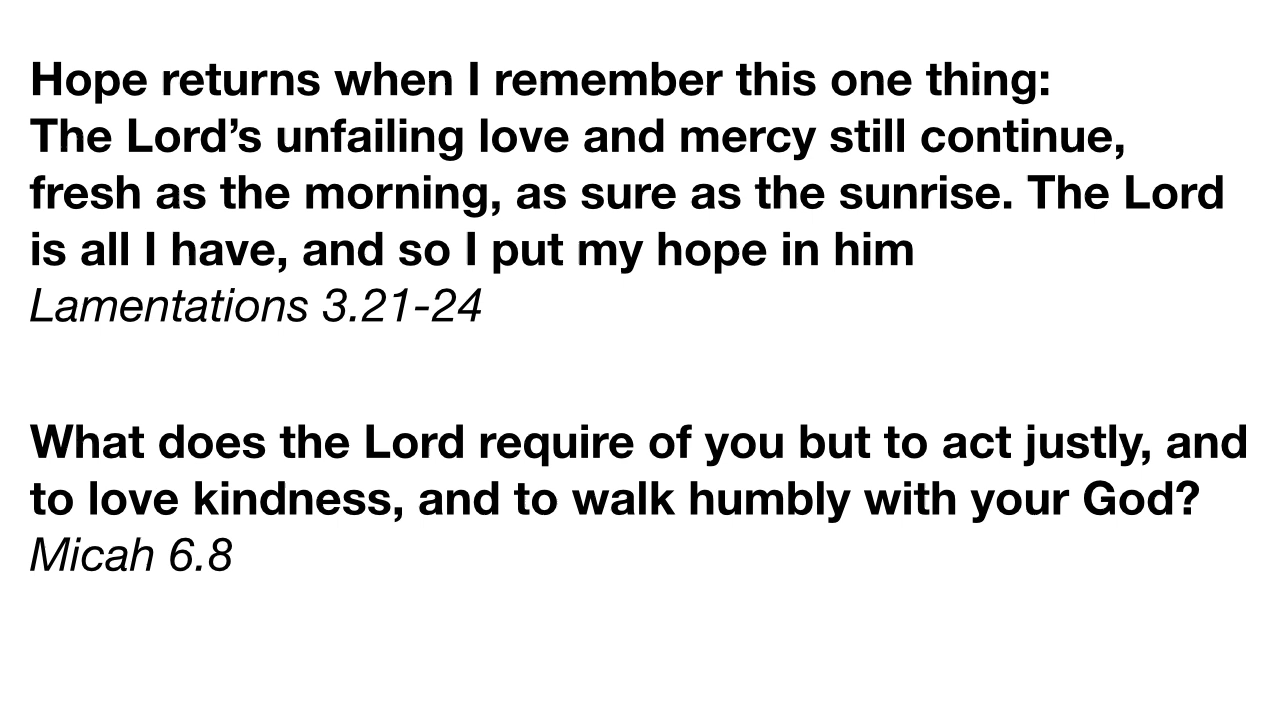 Hope returns when I remember this one thing:
The Lord’s unfailing love and mercy still continue,
fresh as the morning, as sure as the sunrise. The Lord
is all I have, and so I put my hope in him
Lamentations 3.21-24
What does the Lord require of you but to act justly, and
to love kindness, and to walk humbly with your God?
Micah 6.8